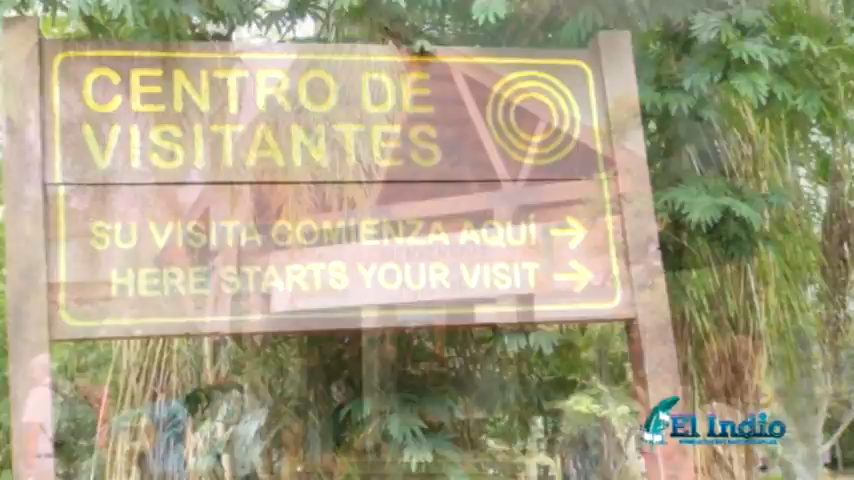 CENTRO DE
VISITANTES
SU VISITA COMIENZA AQUÍ →
HERE STARTS YOUR VISIT →
El Indio